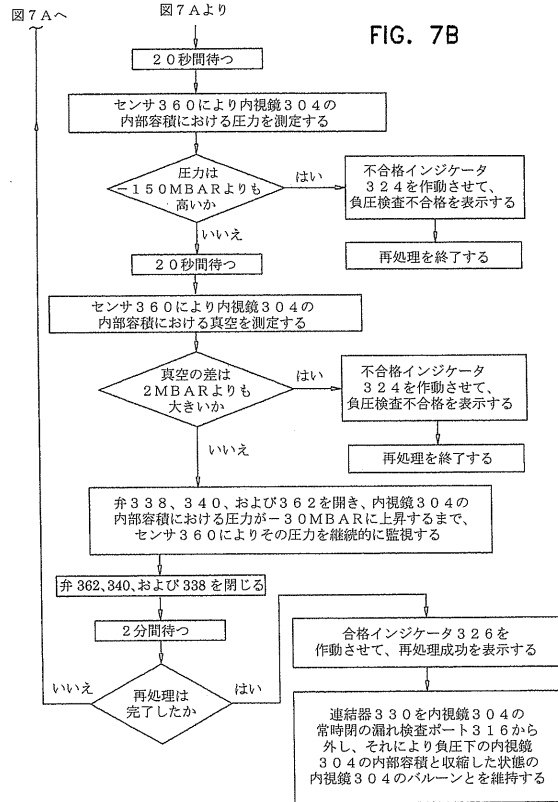 図7Aへ
図7Aより
FIG. 7B
20秒間待つ
センサ360により内視鏡304の
内部容積における圧力を測定する
圧力は
－150MBARよりも
高いか
はい
不合格インジケータ
324を作動させて、
負圧検査不合格を表示する
再処理を終了する
いいえ
20秒間待つ
センサ360により内視鏡304の
内部容積における真空を測定する
真空の差は
2MBARよりも
大きいか
はい
不合格インジケータ
324を作動させて、
負圧検査不合格を表示する
再処理を終了する
いいえ
弁338、340、および362を開き、内視鏡304の
内部容積における圧力が－30MBARに上昇するまで、
センサ360によりその圧力を継続的に監視する
弁362,340,および338を閉じる
2分間待つ
再処理は
完了したか
いいえ
はい
合格インジケータ326を
作動させて、再処理成功を表示する
連結器330を内視鏡304の
常時閉の漏れ検査ポート316から
外し、それにより負圧下の内視鏡
304の内部容積と収縮した状態の
内視鏡304のバルーンとを維持する